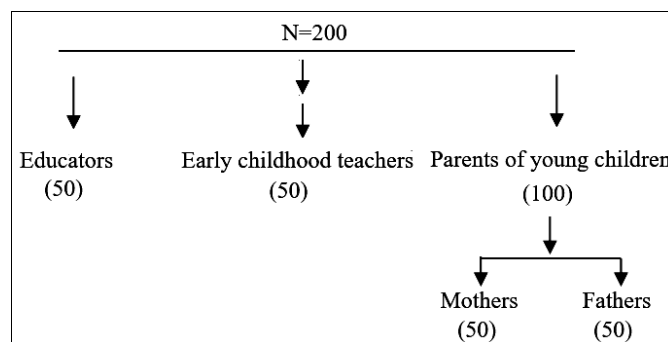 N=200
Educators
(50)
Early childhood teachers
(50)
Parents of young children
(100)
Mothers
(50)
Fathers
(50)